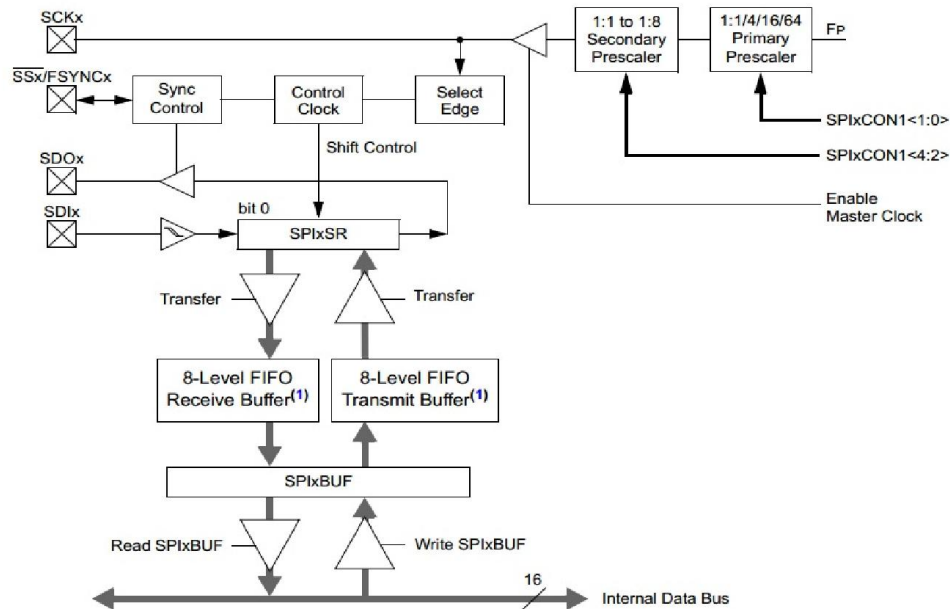 SCKx
1:1 to 1:8
Secondary
Prescaler
1:1/4/16/64
Primary
Prescaler
FP
SSx/FSYNCx
Sync
Control
Control
Clock
Select
Edge
SPIxCON1<1:0>
Shift Control
SPIxCON1<4:2>
SDOx
Enable
Master Clock
SDIx
bit 0
SPIxSR
Transfer
Transfer
8-Level FIFO
Receive Buffer(1)
8-Level FIFO
Transmit Buffer(1)
SPIxBUF
Read SPIxBUF
Write SPIxBUF
16
Internal Data Bus